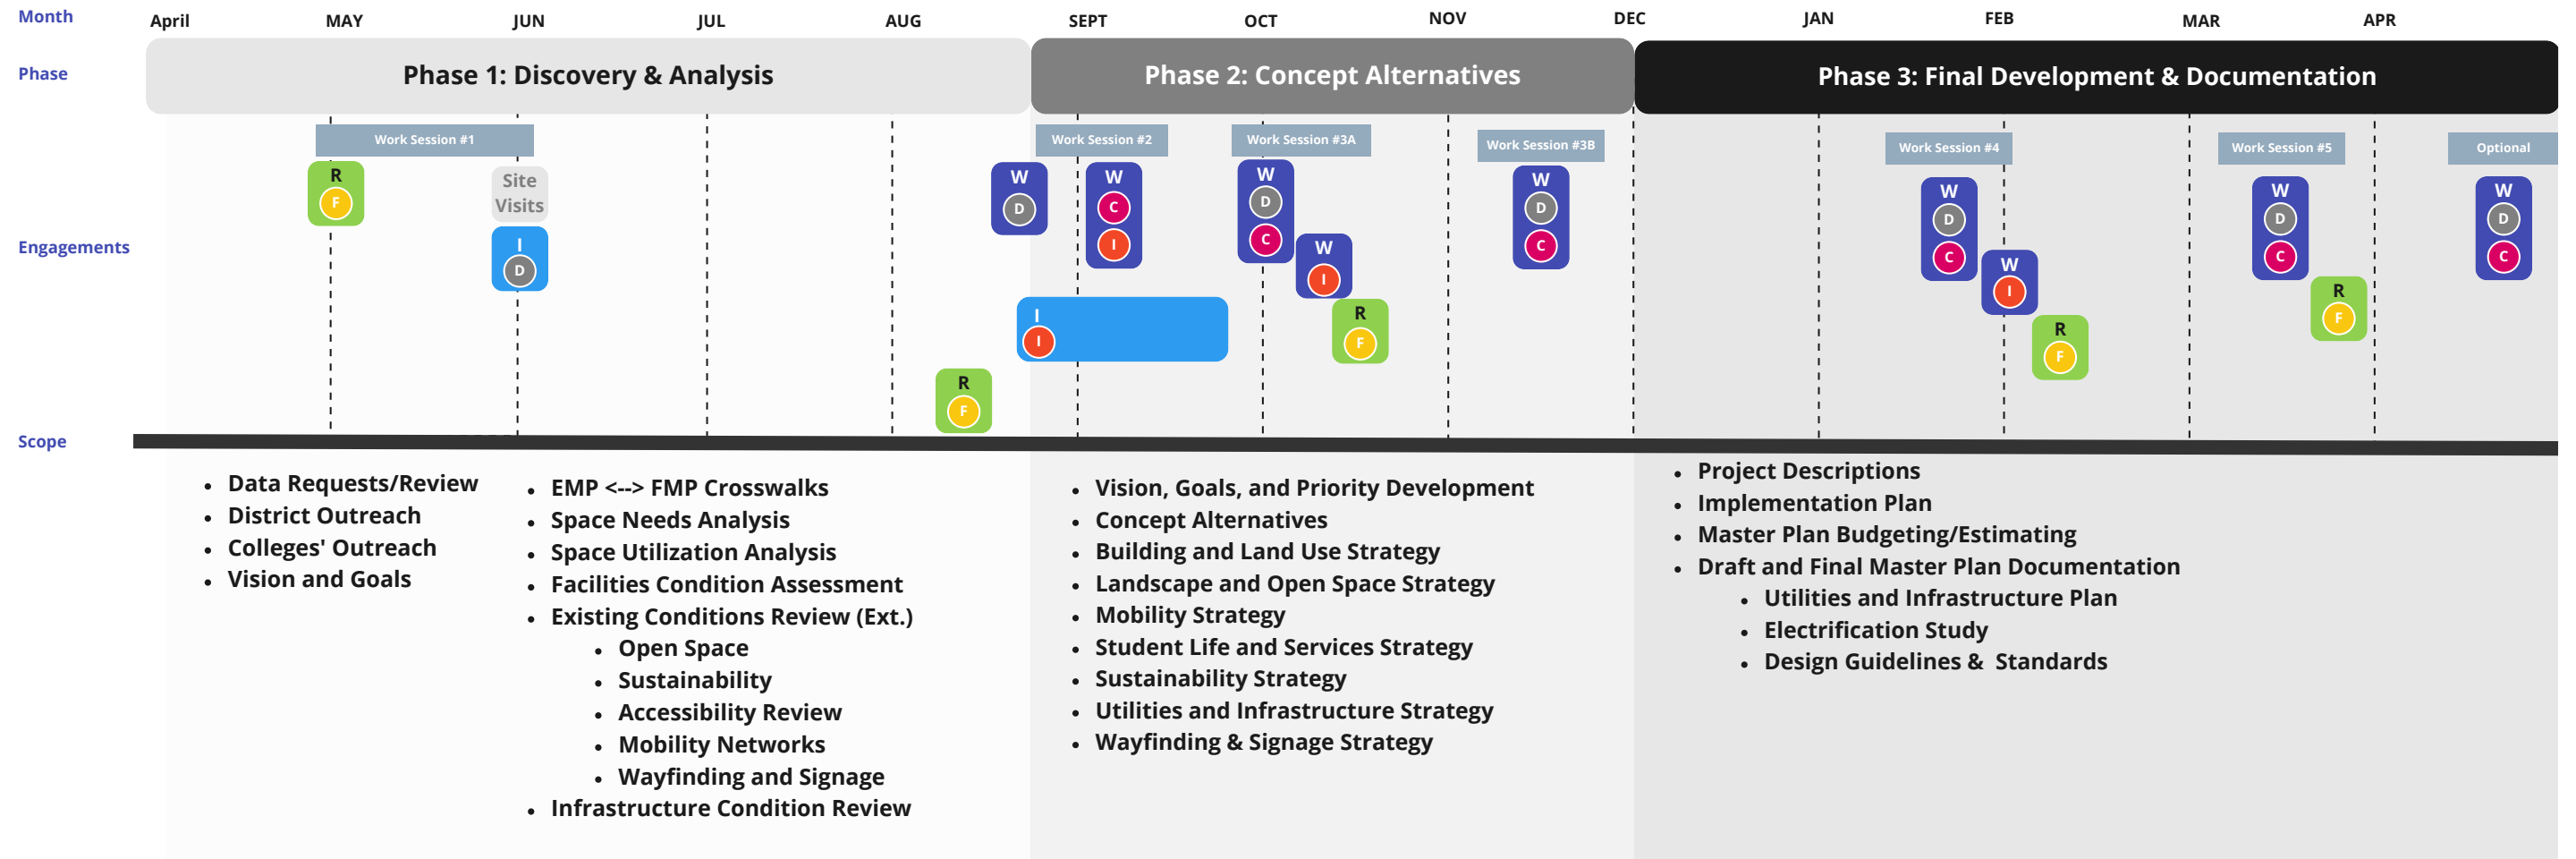 Month
April
MAY
JUN
JUL
AUG
SEPT
OCT
NOV
DEC
JAN
FEB
MAR
APR
Phase
Phase 1: Discovery & Analysis
Phase 2: Concept Alternatives
Phase 3: Final Development & Documentation
Engagements
Work Session #1
Work Session #2
Work Session #3A
Work Session #3B
Work Session #4
Work Session #5
Optional
R
F
Site
Visits
I
D
R
F
W
D
I
I
W
C
I
W
D
C
W
I
R
F
W
D
C
W
D
C
W
I
R
F
W
D
C
R
F
W
D
C
Scope
• Data Requests/Review
• District Outreach
• Colleges' Outreach
• Vision and Goals
• EMP <--> FMP Crosswalks
• Space Needs Analysis
• Space Utilization Analysis
• Facilities Condition Assessment
• Existing Conditions Review (Ext.)
• Open Space
• Sustainability
• Accessibility Review
• Mobility Networks
• Wayfinding and Signage
• Infrastructure Condition Review
• Vision, Goals, and Priority Development
• Concept Alternatives
• Building and Land Use Strategy
• Landscape and Open Space Strategy
• Mobility Strategy
• Student Life and Services Strategy
• Sustainability Strategy
• Utilities and Infrastructure Strategy
• Wayfinding & Signage Strategy
• Project Descriptions
• Implementation Plan
• Master Plan Budgeting/Estimating
• Draft and Final Master Plan Documentation
• Utilities and Infrastructure Plan
• Electrification Study
• Design Guidelines & Standards